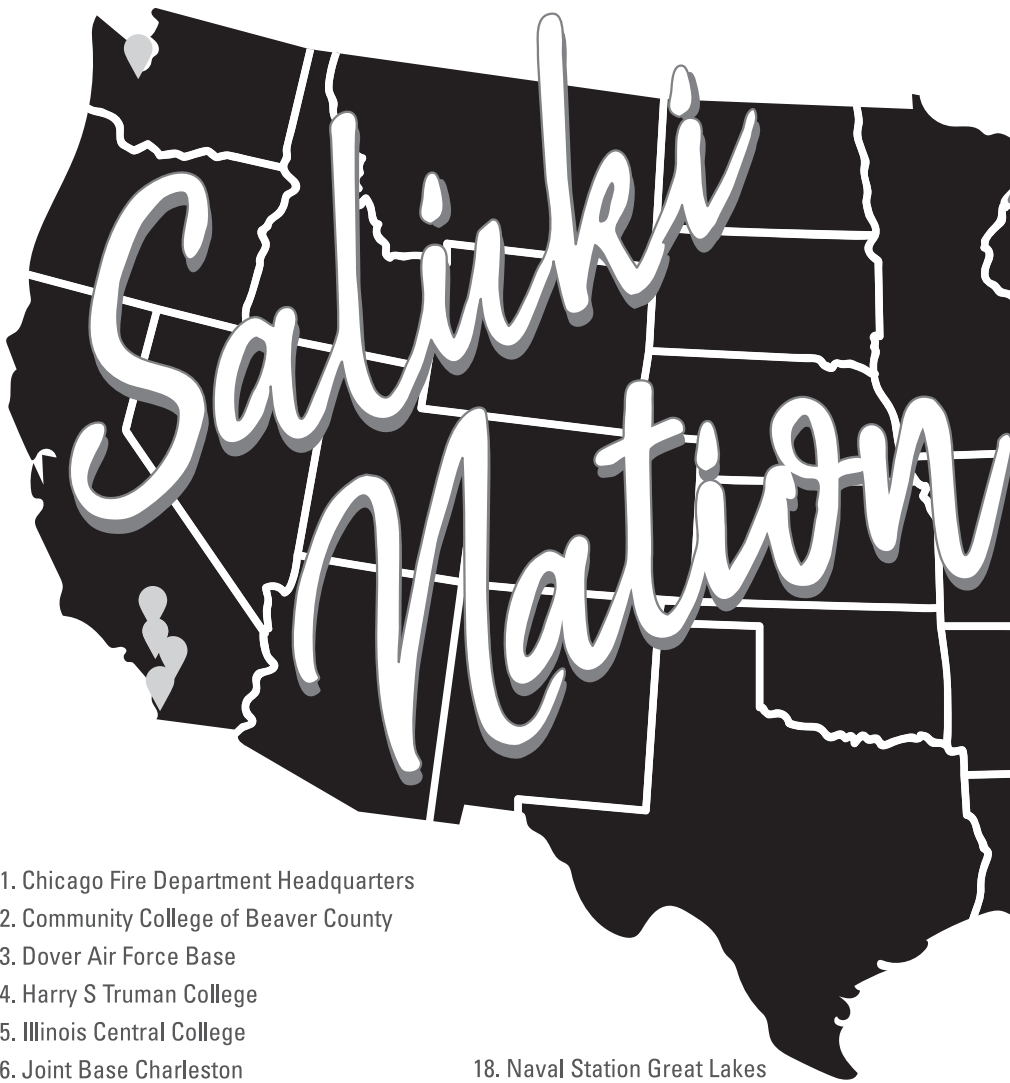 Saluki
Nation
1. Chicago Fire Department Headquarters
2. Community College of Beaver County
3. Dover Air Force Base
4. Harry S Truman College
5. Illinois Central College
6. Joint Base Charleston
18. Naval Station Great Lakes